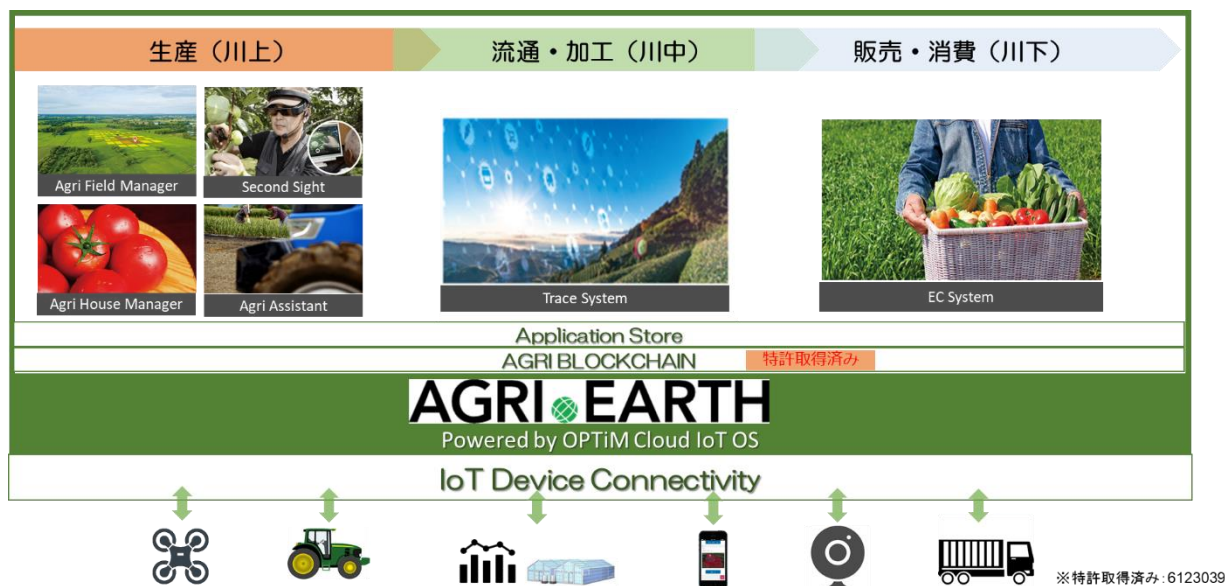 生産（川上）
流通・加工（川中）
販売・消費（川下）
Agri Field Manager
Second Sight
Agri House Manager
Agri Assistant
Trace System
EC System
Application Store
AGRI BLOCKCHAIN
特許取得済み
AGRI EARTH
Powered by OPTiM Cloud IoT OS
IoT Device Connectivity
※特許取得済み:6123039